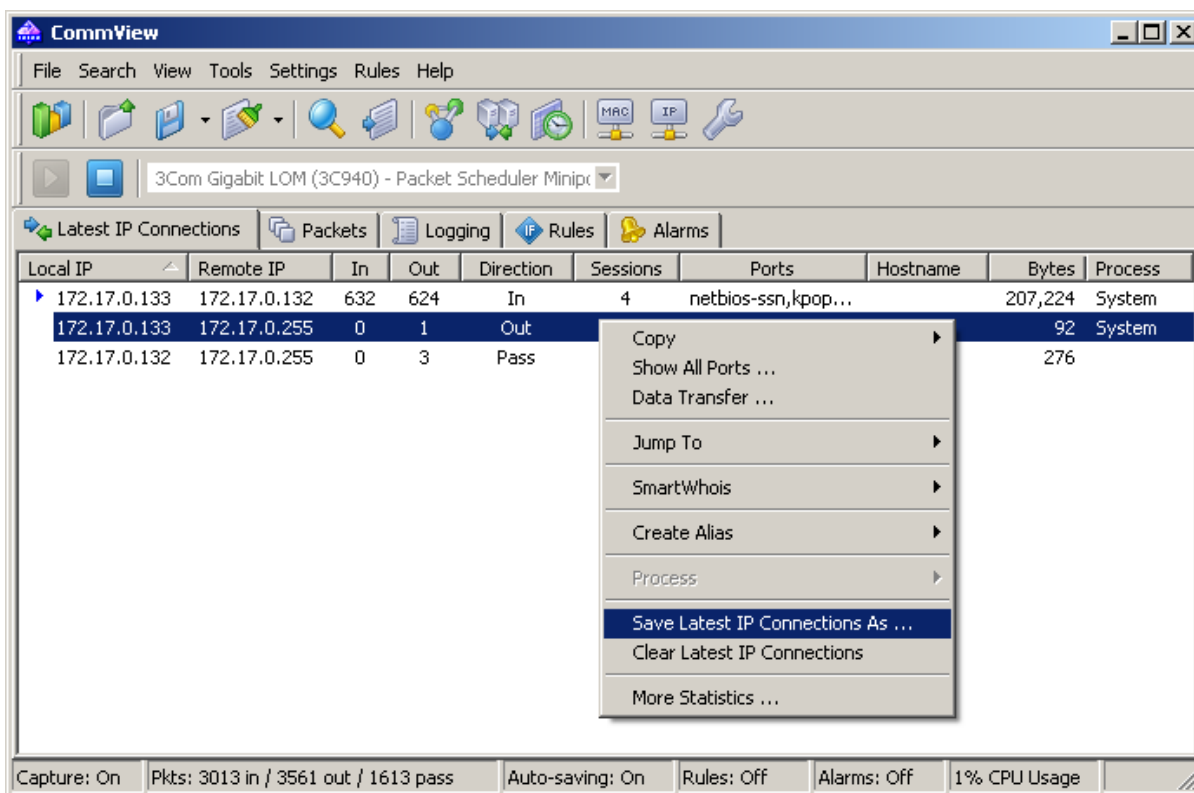 CommView
File Search View Tools Settings Rules Help
MAC IP
3Com Gigabit LOM (3C940) - Packet Scheduler Minipo
Latest IP Connections Packets Logging IF Rules Alarms
Local IP Remote IP In Out Direction Sessions Ports Hostname Bytes Process
172.17.0.133 172.17.0.132 632 624 In 4 netbios-ssn,kpop... 207,224 System
172.17.0.133 172.17.0.255 0 1 Out 92 System
172.17.0.132 172.17.0.255 0 3 Pass 276
Copy
Show All Ports ...
Data Transfer ...
Jump To
SmartWhois
Create Alias
Process
Save Latest IP Connections As ...
Clear Latest IP Connections
More Statistics ...
Capture: On Pkts: 3013 in / 3561 out / 1613 pass Auto-saving: On Rules: Off Alarms: Off 1% CPU Usage